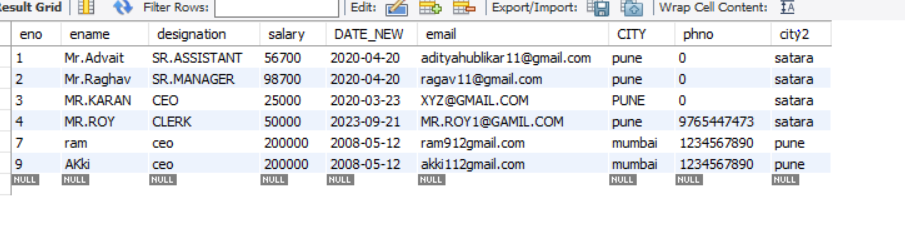 Result Grid Filter Rows: Edit: Export/Import: Wrap Cell Content: IA
eno ename designation salary DATE_NEW email CITY phno city2
1 Mr.Advait SR.ASSISTANT 56700 2020-04-20 adityahublikar11@gmail.com pune 0 satara
2 Mr.Raghav SR.MANAGER 98700 2020-04-20 ragav11@gmail.com pune 0 satara
3 MR.KARAN CEO 25000 2020-03-23 XYZ@GMAIL.COM PUNE 0 satara
4 MR.ROY CLERK 50000 2023-09-21 MR.ROY1@GAMIL.COM pune 9765447473 satara
7 ram ceo 200000 2008-05-12 ram912gmail.com mumbai 1234567890 pune
9 AKki ceo 200000 2008-05-12 akki112gmail.com mumbai 1234567890 pune
NULL NULL NULL NULL NULL NULL NULL NULL NULL